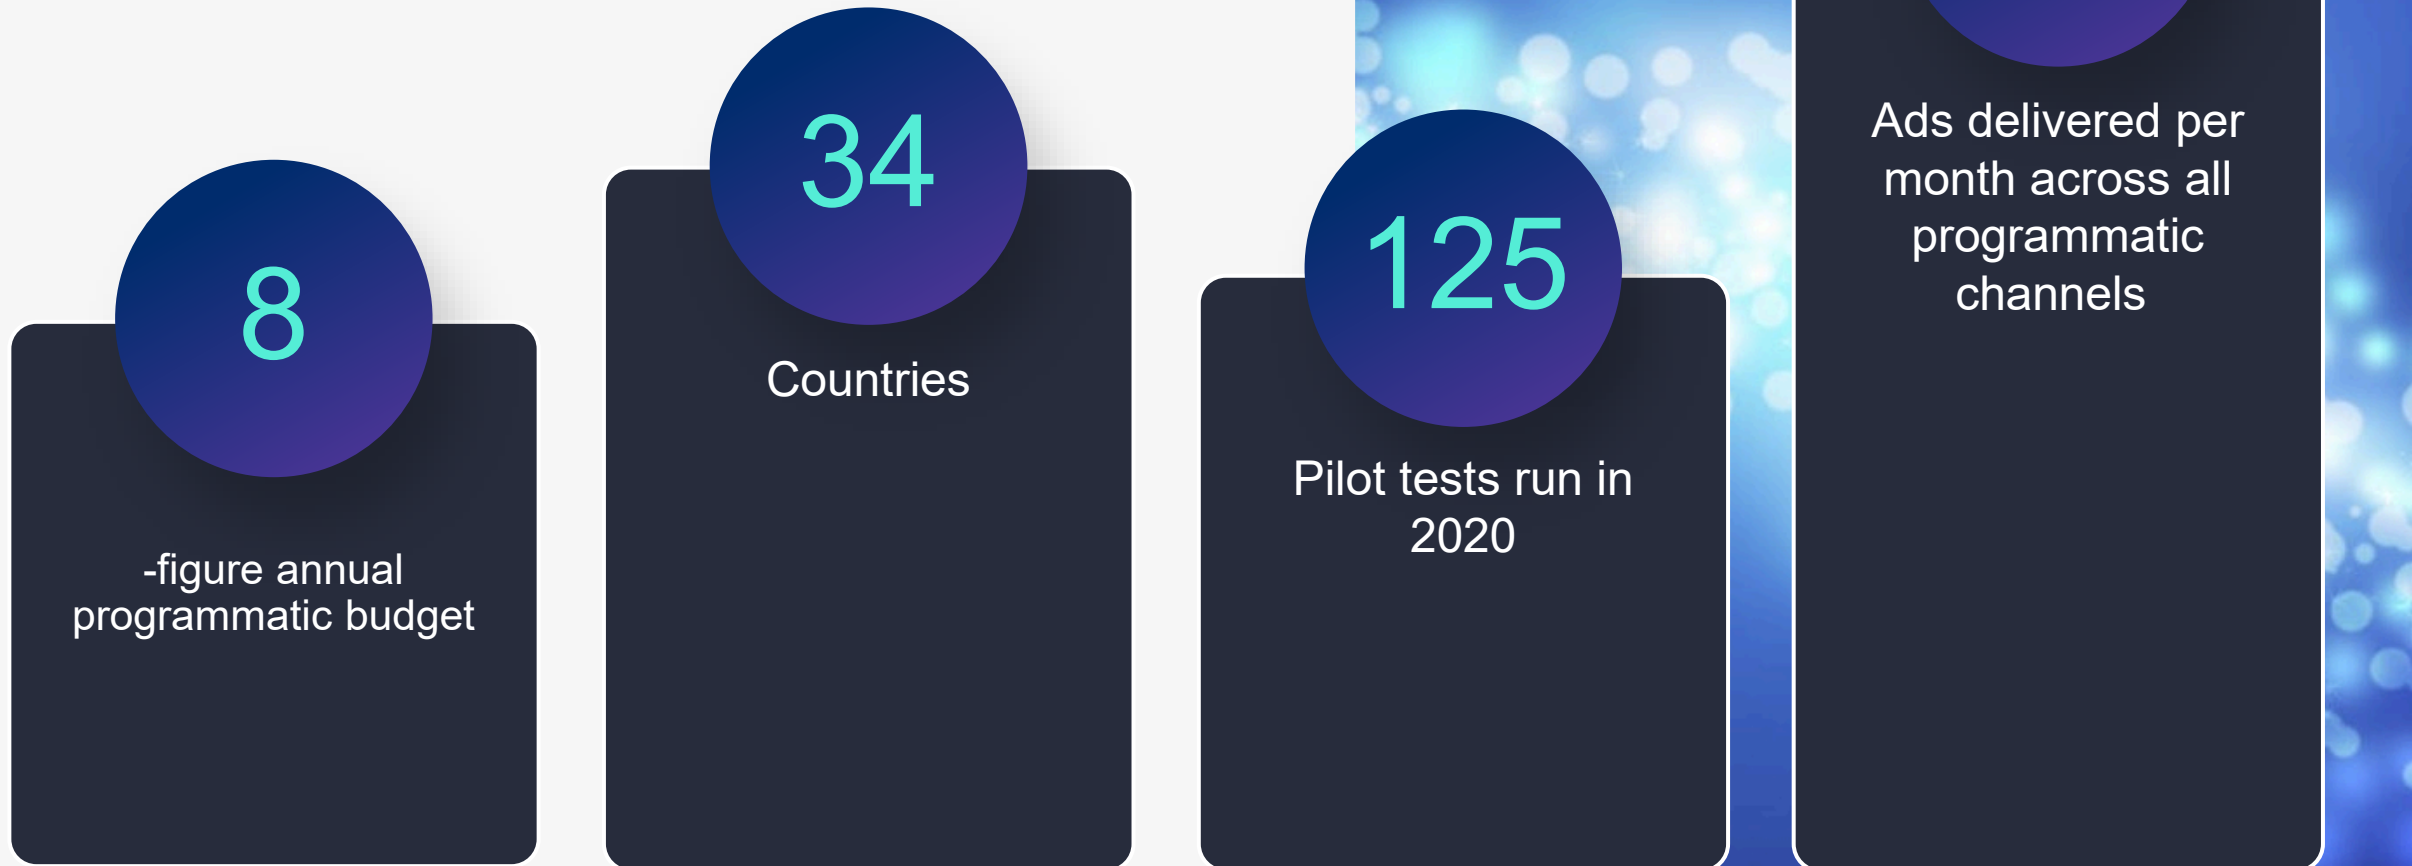 8
-figure annual
programmatic budget
34
Countries
125
Pilot tests run in
2020
Ads delivered per
month across all
programmatic
channels